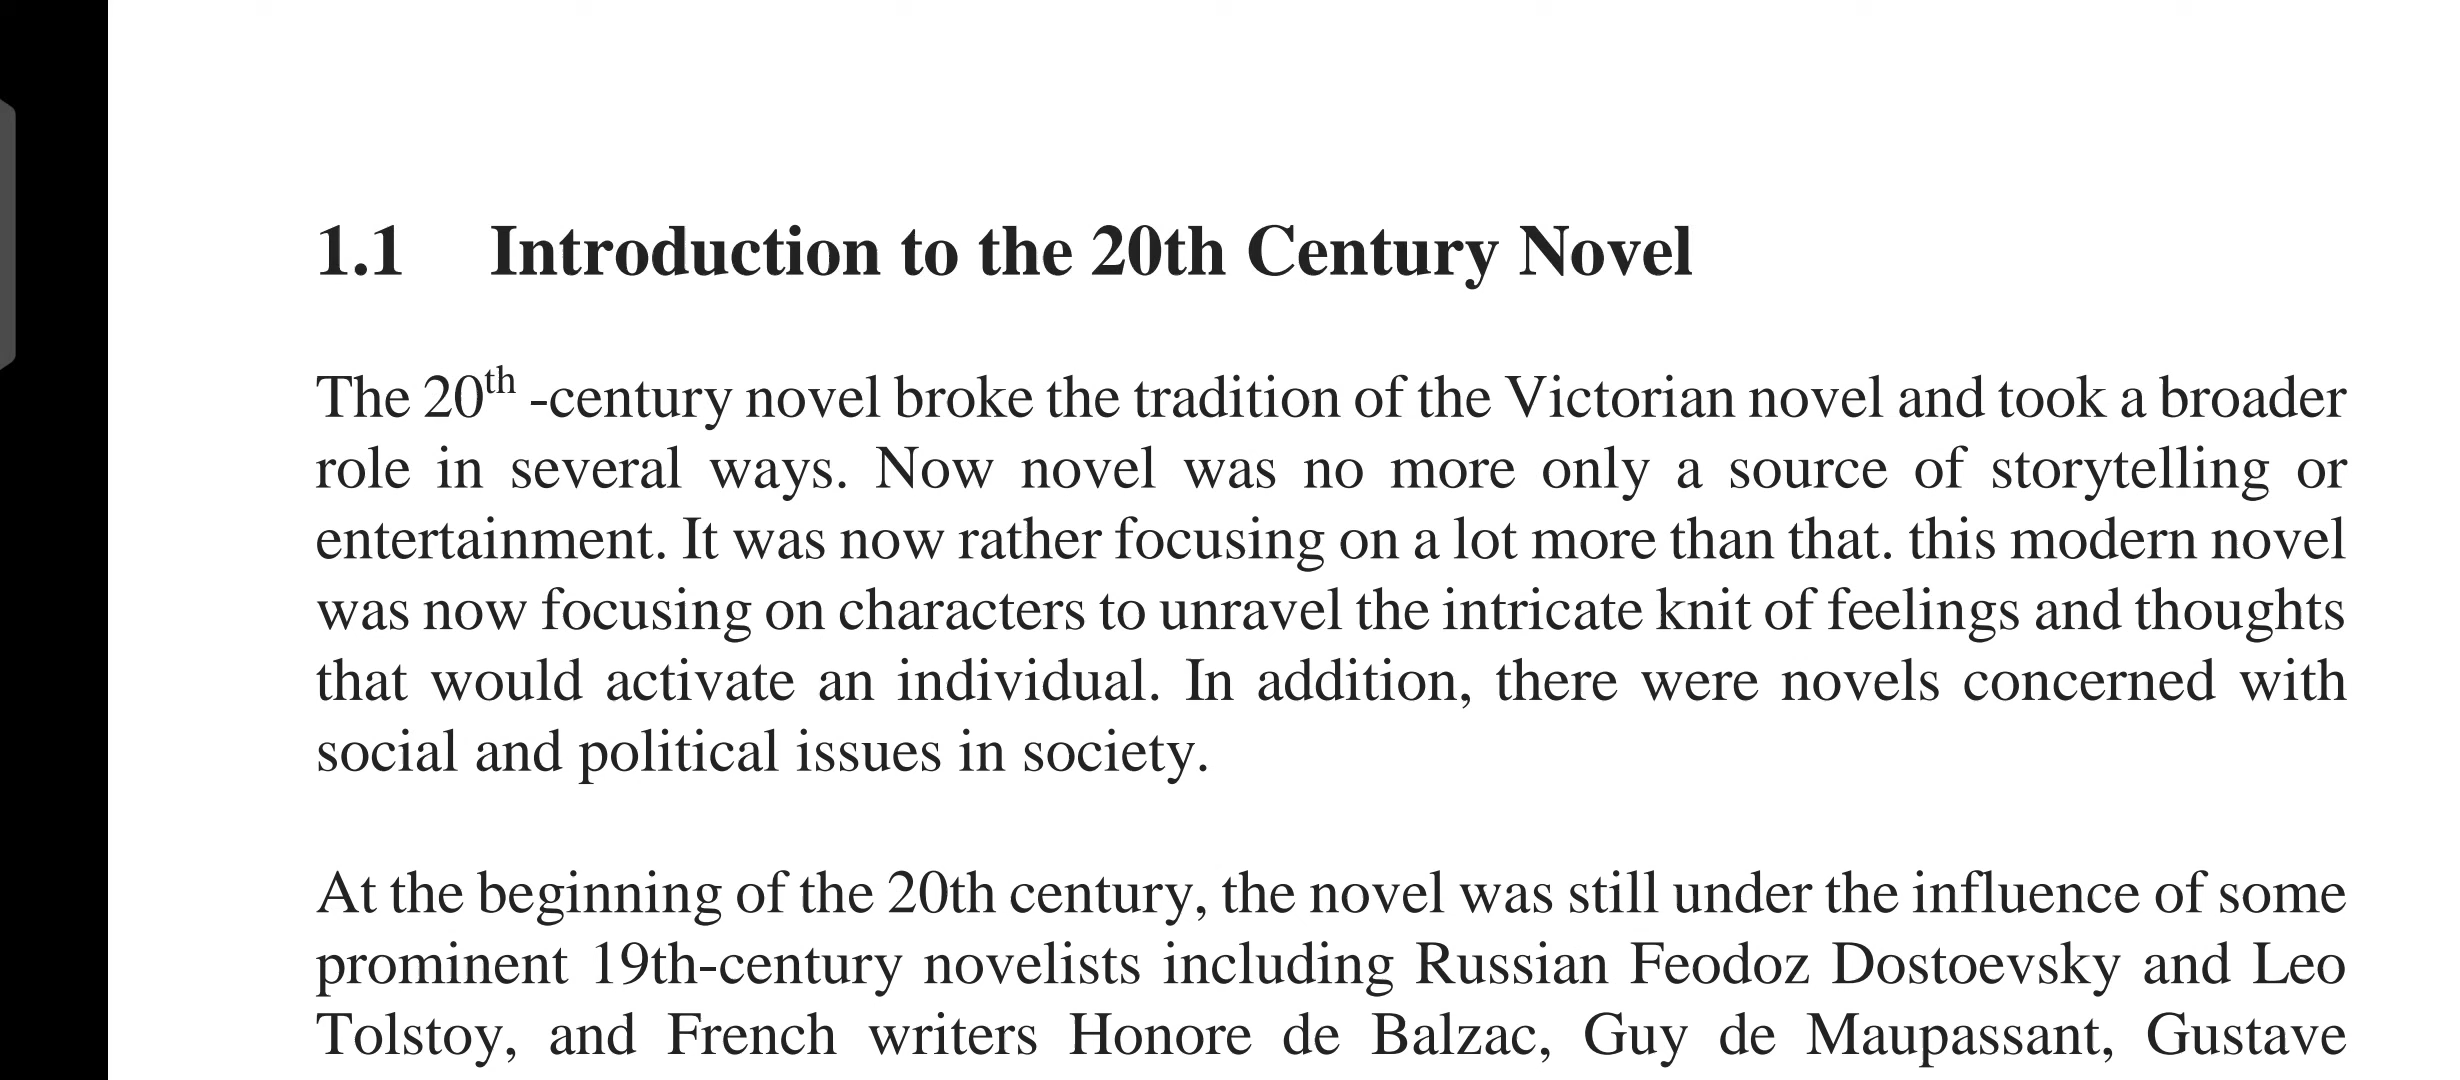 1.1 Introduction to the 20th Century Novel
The 20th -century novel broke the tradition of the Victorian novel and took a broader
role in several ways. Now novel was no more only a source of storytelling or
entertainment. It was now rather focusing on a lot more than that. this modern novel
was now focusing on characters to unravel the intricate knit of feelings and thoughts
that would activate an individual. In addition, there were novels concerned with
social and political issues in society.
At the beginning of the 20th century, the novel was still under the influence of some
prominent 19th-century novelists including Russian Feodoz Dostoevsky and Leo
Tolstoy, and French writers Honore de Balzac, Guy de Maupassant, Gustave